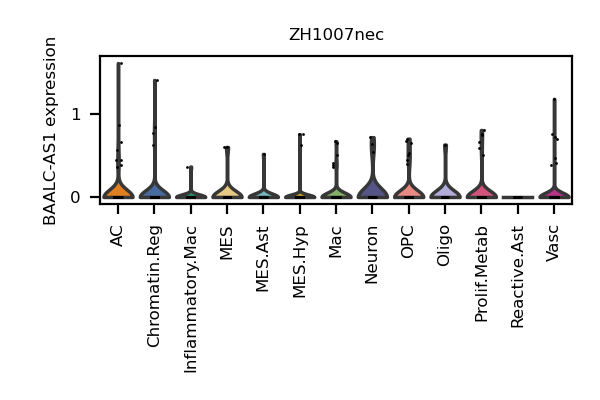 ZH1007nec
BAALC-AS1 expression
1
0
AC
Chromatin.Reg
Inflammatory.Mac
MES
MES.Ast
MES.Hyp
Mac
Neuron
OPC
Oligo
Prolif.Metab
Reactive.Ast
Vasc